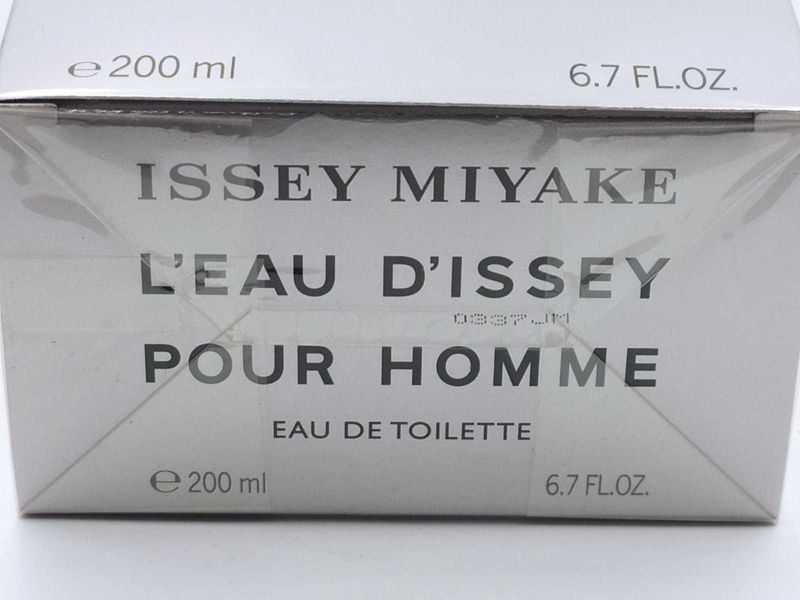 ℮ 200 ml 6.7 FL.OZ.
ISSEY MIYAKE
L'EAU D'ISSEY
0337JM
POUR HOMME
EAU DE TOILETTE
℮ 200 ml 6.7 FL.OZ.